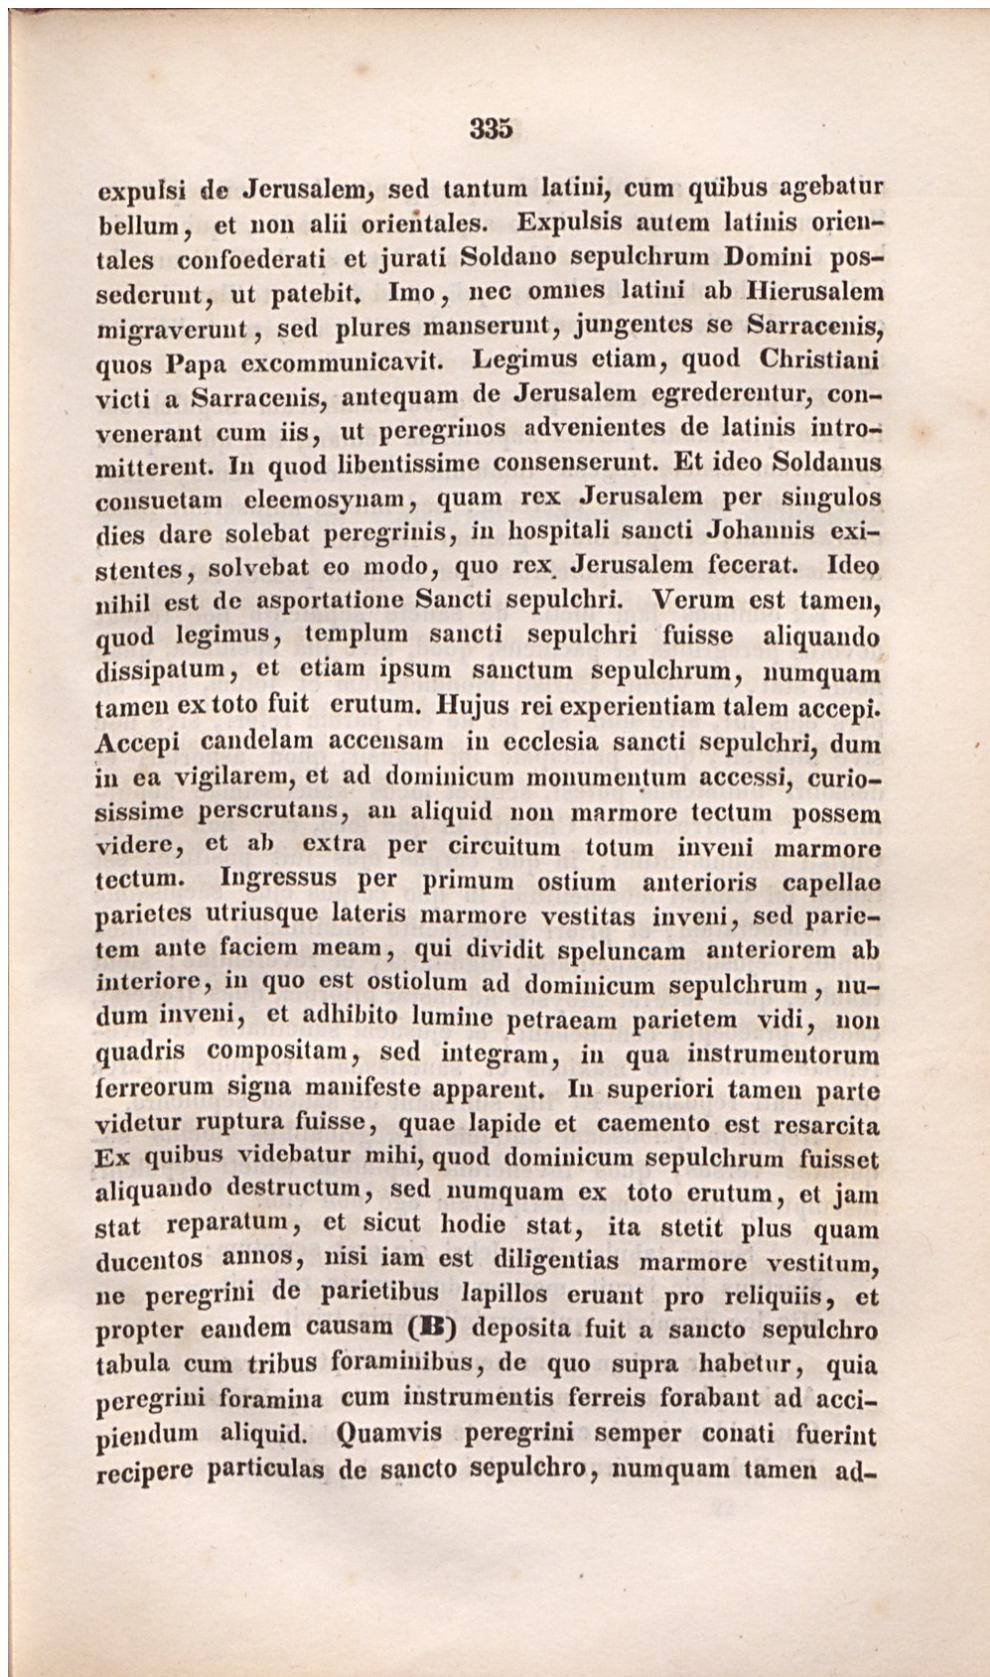 335
expulsi de Jerusalem, sed tantum latini, cum quibus agebatur
bellum, et non alii orientales. Expulsis autem latinis orien-
tales confoederati et jurati Soldano sepulchrum Domini pos-
sederunt, ut patebit. Imo, nec omnes latini ab Hierusalem
migraverunt, sed plures manserunt, jungentes se Sarracenis,
quos Papa excommunicavit. Legimus etiam, quod Christiani
victi a Sarracenis, antequam de Jerusalem egrederentur, con-
venerant cum iis, ut peregrinos advenientes de latinis intro-
mitterent. In quod libentissime consenserunt. Et ideo Soldanus
consuetam eleemosynam, quam rex Jerusalem per singulos
dies dare solebat peregrinis, in hospitali sancti Johannis exi-
stentes, solvebat eo modo, quo rex Jerusalem fecerat. Ideo
nihil est de asportatione Sancti sepulchri. Verum est tamen,
quod legimus, templum sancti sepulchri fuisse aliquando
dissipatum, et etiam ipsum sanctum sepulchrum, numquam
tamen ex toto fuit erutum. Hujus rei experientiam talem accepi.
Accepi candelam accensam in ecclesia sancti sepulchri, dum
in ea vigilarem, et ad dominicum monumentum accessi, curio-
sissime perscrutans, an aliquid non marmore tectum possem
videre, et ab extra per circuitum totum inveni marmore
tectum. Ingressus per primum ostium anterioris capellae
parietes utriusque lateris marmore vestitas inveni, sed parie-
tem ante faciem meam, qui dividit speluncam anteriorem ab
interiore, in quo est ostiolum ad dominicum sepulchrum, nu-
dum inveni, et adhibito lumine petraeam parietem vidi, non
quadris compositam, sed integram, in qua instrumentorum
ferreorum signa manifeste apparent. In superiori tamen parte
videtur ruptura fuisse, quae lapide et caemento est resarcita
Ex quibus videbatur mihi, quod dominicum sepulchrum fuisset
aliquando destructum, sed numquam ex toto erutum, et jam
stat reparatum, et sicut hodie stat, ita stetit plus quam
ducentos annos, nisi iam est diligentias marmore vestitum,
ne peregrini de parietibus lapillos eruant pro reliquiis, et
propter eandem causam (B) deposita fuit a sancto sepulchro
tabula cum tribus foraminibus, de quo supra habetur, quia
peregrini foramina cum instrumentis ferreis forabant ad acci-
piendum aliquid. Quamvis peregrini semper conati fuerint
recipere particulas de sancto sepulchro, numquam tamen ad-